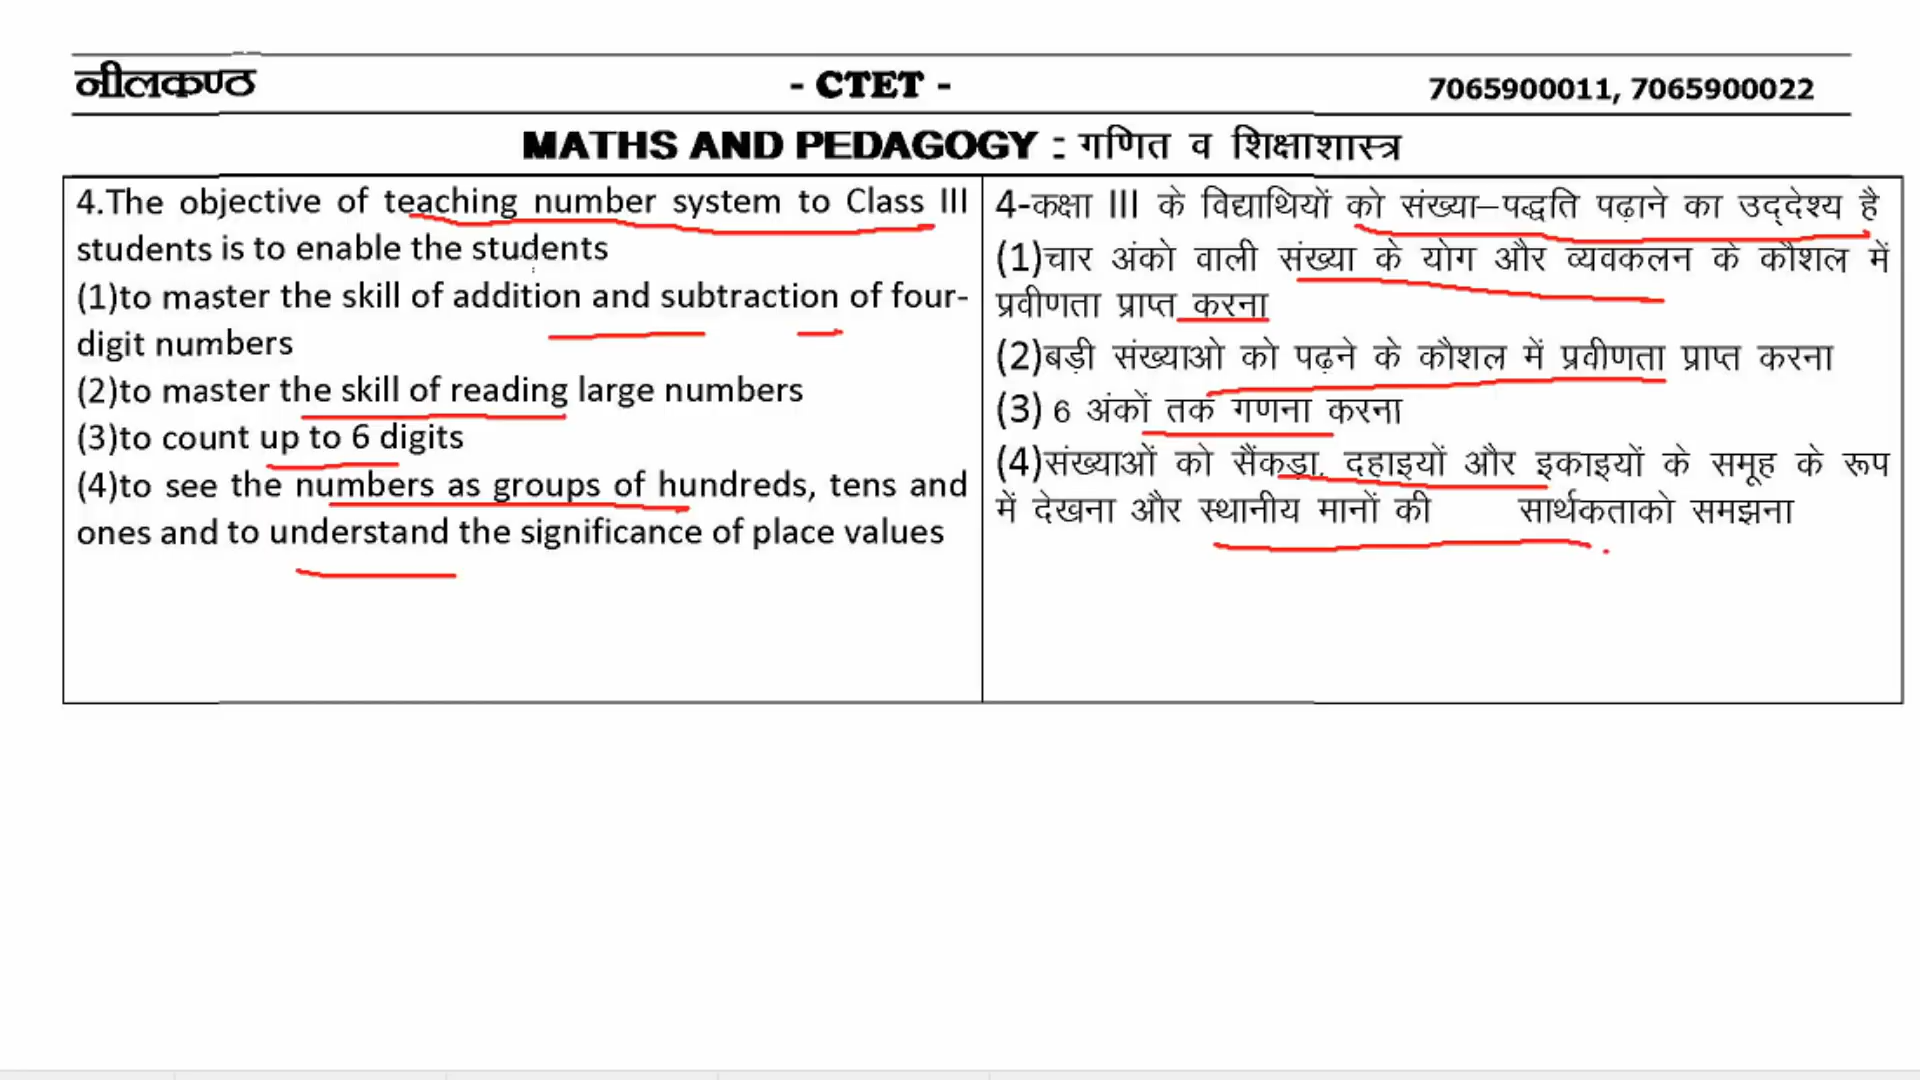 नीलकण्ठ - CTET - 7065900011, 7065900022
MATHS AND PEDAGOGY : गणित व शिक्षाशास्त्र
4.The objective of teaching number system to Class III
students is to enable the students
(1)to master the skill of addition and subtraction of four-
digit numbers
(2)to master the skill of reading large numbers
(3)to count up to 6 digits
(4)to see the numbers as groups of hundreds, tens and
ones and to understand the significance of place values
4-कक्षा III के विद्यार्थियों को संख्या–पद्धति पढ़ाने का उद्देश्य है
(1)चार अंको वाली संख्या के योग और व्यवकलन के कौशल में
प्रवीणता प्राप्त करना
(2)बड़ी संख्याओ को पढ़ने के कौशल में प्रवीणता प्राप्त करना
(3) 6 अंकों तक गणना करना
(4)संख्याओं को सैंकड़ा, दहाइयों और इकाइयों के समूह के रूप
में देखना और स्थानीय मानों की सार्थकताको समझना